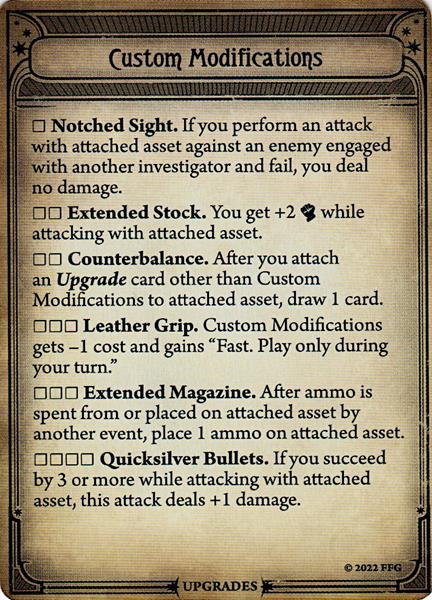 Custom Modifications
□ Notched Sight. If you perform an attack
with attached asset against an enemy engaged
with another investigator and fail, you deal
no damage.
□□ Extended Stock. You get +2 while
attacking with attached asset.
□□ Counterbalance. After you attach
an Upgrade card other than Custom
Modifications to attached asset, draw 1 card.
□□□ Leather Grip. Custom Modifications
gets –1 cost and gains “Fast. Play only during
your turn.”
□□□ Extended Magazine. After ammo is
spent from or placed on attached asset by
another event, place 1 ammo on attached asset.
□□□□ Quicksilver Bullets. If you succeed
by 3 or more while attacking with attached
asset, this attack deals +1 damage.
© 2022 FFG
UPGRADES